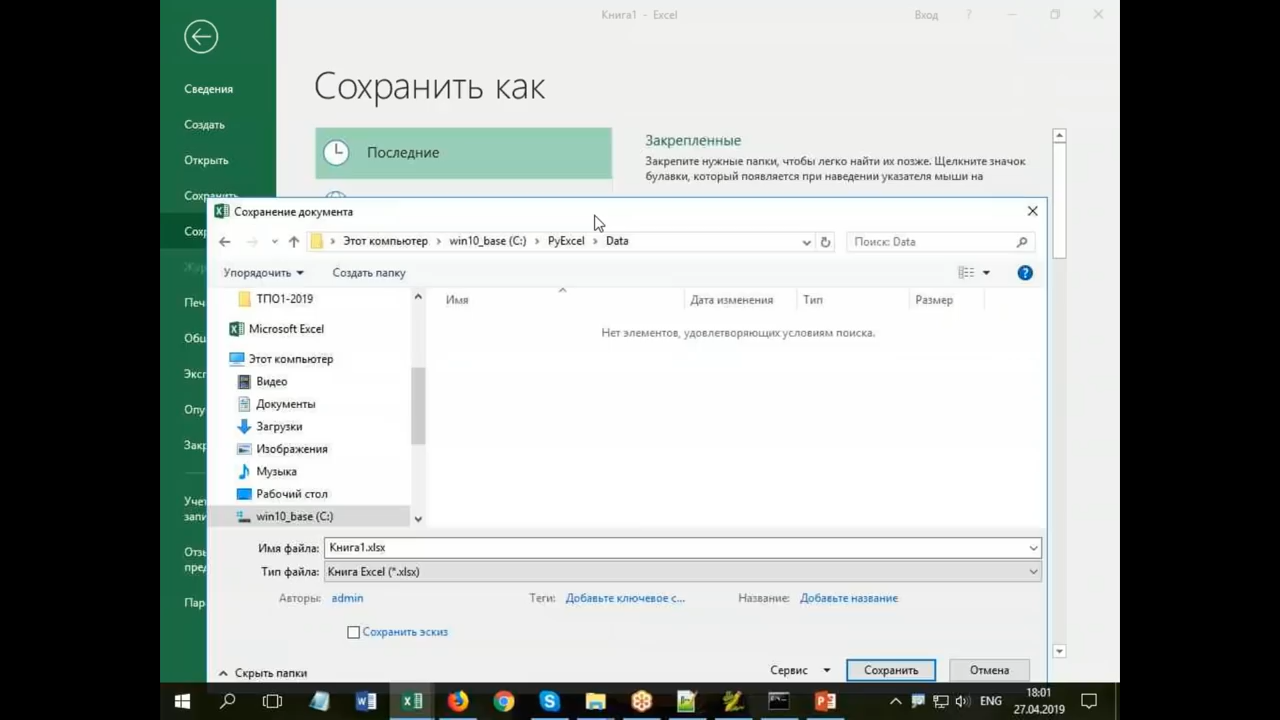 Книга1 - Excel
Вход
?
Сведения
Создать
Открыть
Сохранить
Сохранить как
Последние
Закрепленные
Закрепите нужные папки, чтобы легко найти их позже. Щелкните значок
булавки, который появляется при наведении указателя мыши на
Сохранение документа
Этот компьютер > win10_base (C:) > PyExcel > Data
Поиск: Data
Упорядочить
Создать папку
?
ТПО1-2019
Microsoft Excel
Этот компьютер
Видео
Документы
Загрузки
Изображения
Музыка
Рабочий стол
win10_base (C:)
Имя
Дата изменения
Тип
Размер
Нет элементов, удовлетворяющих условиям поиска.
Имя файла: Книга1.xlsx
Тип файла: Книга Excel (*.xlsx)
Авторы: admin
Теги: Добавьте ключевое с...
Название: Добавьте название
Сохранить эскиз
Скрыть папки
Сервис
Сохранить
Отмена
ENG
18:01
27.04.2019